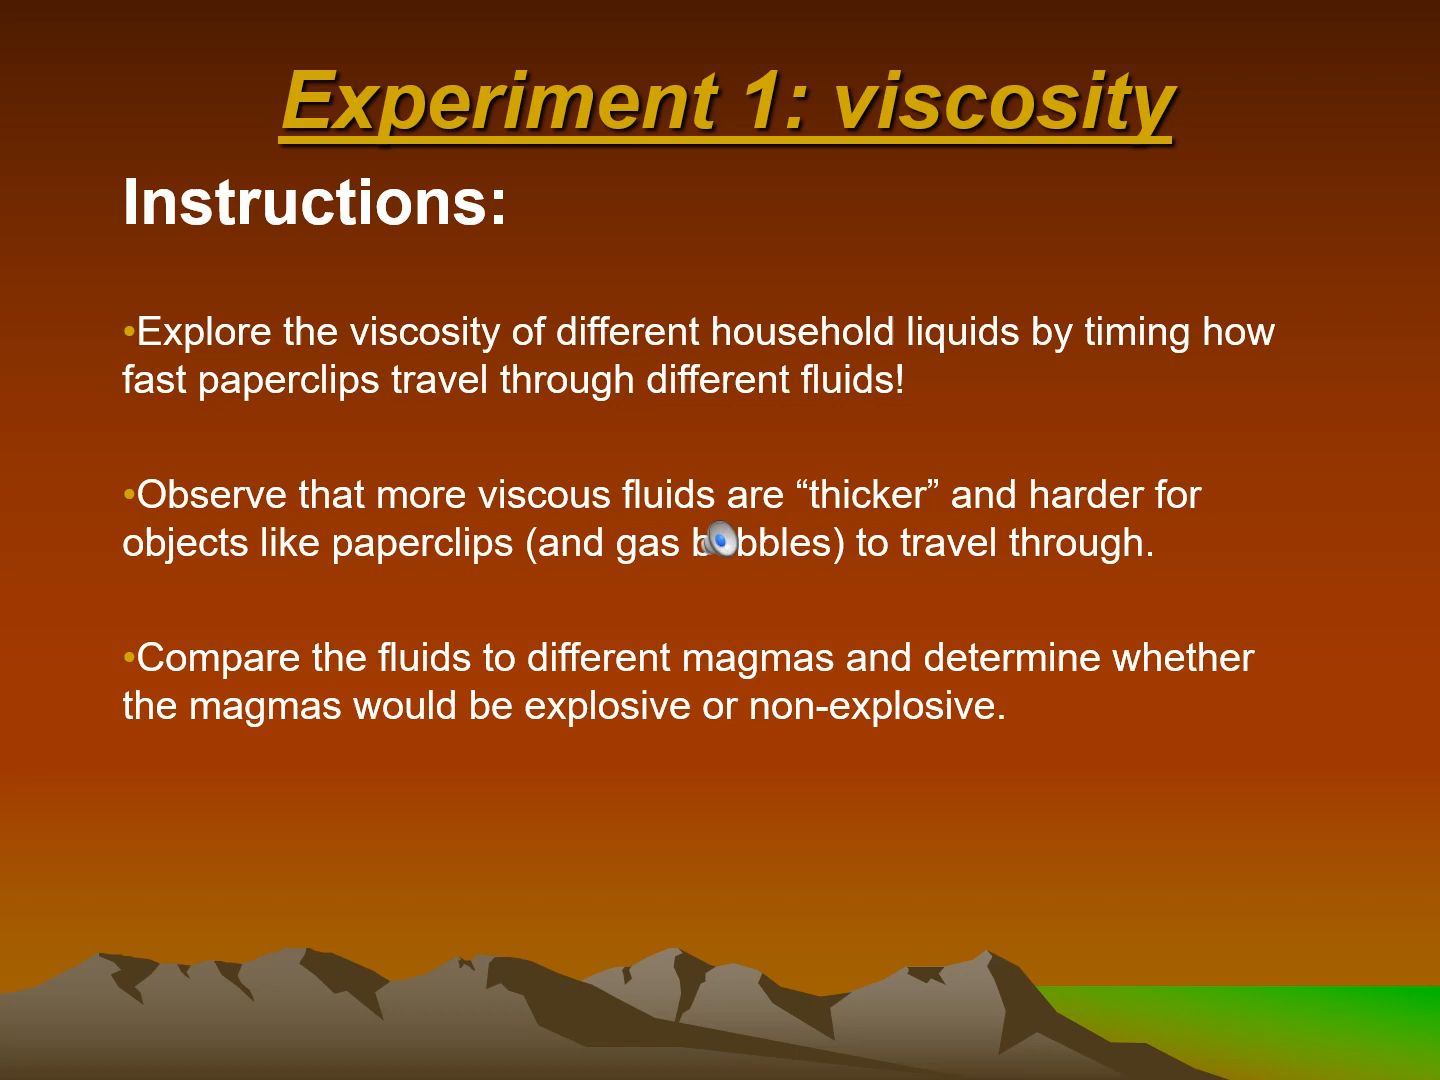 Experiment 1: viscosity
Instructions:
•Explore the viscosity of different household liquids by timing how
fast paperclips travel through different fluids!
•Observe that more viscous fluids are “thicker” and harder for
objects like paperclips (and gas bubbles) to travel through.
•Compare the fluids to different magmas and determine whether
the magmas would be explosive or non-explosive.